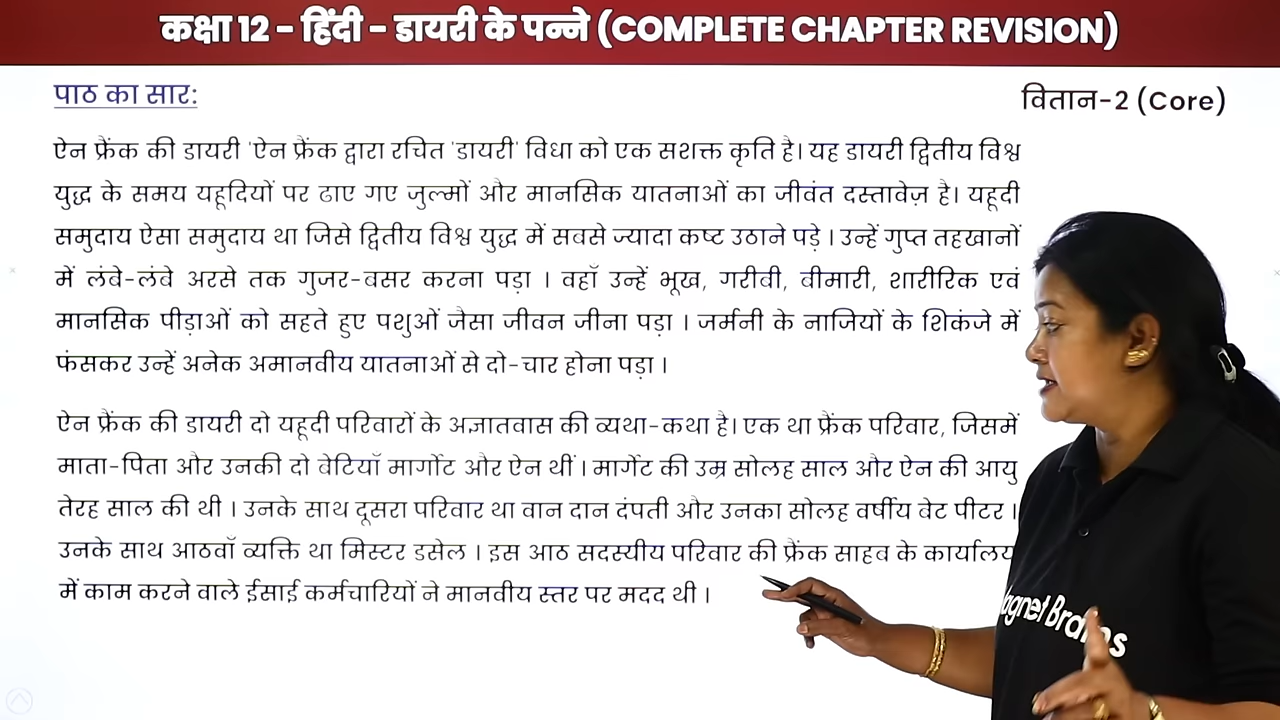 कक्षा 12 - हिंदी - डायरी के पन्ने (COMPLETE CHAPTER REVISION)
पाठ का सार:
वितान-2 (Core)
ऐन फ्रैंक की डायरी 'ऐन फ्रैंक द्वारा रचित 'डायरी' विधा को एक सशक्त कृति है। यह डायरी द्वितीय विश्व
युद्ध के समय यहूदियों पर ढाए गए जुल्मों और मानसिक यातनाओं का जीवंत दस्तावेज़ है। यहूदी
समुदाय ऐसा समुदाय था जिसे द्वितीय विश्व युद्ध में सबसे ज्यादा कष्ट उठाने पड़े । उन्हें गुप्त तहखानों
में लंबे-लंबे अरसे तक गुजर-बसर करना पड़ा । वहाँ उन्हें भूख, गरीबी, बीमारी, शारीरिक एवं
मानसिक पीड़ाओं को सहते हुए पशुओं जैसा जीवन जीना पड़ा । जर्मनी के नाजियों के शिकंजे में
फंसकर उन्हें अनेक अमानवीय यातनाओं से दो-चार होना पड़ा ।
ऐन फ्रैंक की डायरी दो यहूदी परिवारों के अज्ञातवास की व्यथा-कथा है। एक था फ्रैंक परिवार, जिसमें
माता-पिता और उनकी दो बेटियाँ मार्गोट और ऐन थीं । मार्गेट की उम्र सोलह साल और ऐन की आयु
तेरह साल की थी । उनके साथ दूसरा परिवार था वान दान दंपती और उनका सोलह वर्षीय बेट पीटर ।
उनके साथ आठवाँ व्यक्ति था मिस्टर डसेल । इस आठ सदस्यीय परिवार की फ्रैंक साहब के कार्यालय
में काम करने वाले ईसाई कर्मचारियों ने मानवीय स्तर पर मदद थी ।
agnet Brains